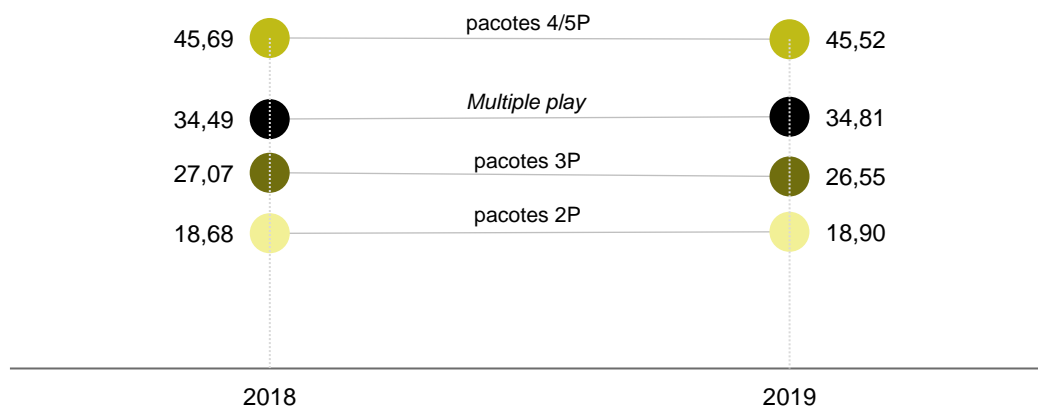 pacotes 4/5P
45,69
45,52
Multiple play
34,49
34,81
pacotes 3P
27,07
26,55
pacotes 2P
18,68
18,90
2018
2019